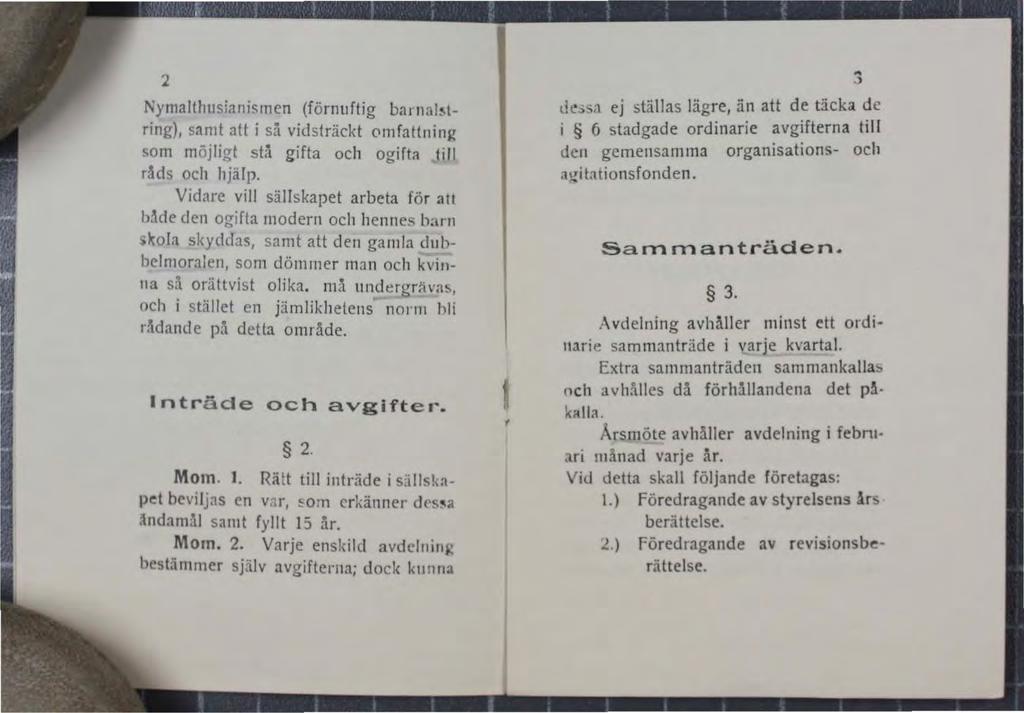 2
Nymalthusianismen (förnuftig barnalst-
ring), samt att i så vidsträckt omfattning
som möjligt stå gifta och ogifta till
råds och hjälp.
Vidare vill sällskapet arbeta för att
både den ogifta modern och hennes barn
skola skyddas, samt att den gamla dub-
belmoralen, som dömmer man och kvin-
na så orättvist olika. må undergrävas,
och i stället en jämlikhetens norm bli
rådande på detta område.
Inträde och avgifter.
§ 2.
Mom. 1. Rätt till inträde i sällska-
pet beviljas en var, som erkänner dessa
ändamål samt fyllt 15 år.
Mom. 2. Varje enskild avdelning
bestämmer själv avgifterna; dock kunna
3
dessa ej ställas lägre, än att de täcka de
i § 6 stadgade ordinarie avgifterna till
den gemensamma organisations- och
agitationsfonden.
Sammanträden.
§ 3.
Avdelning avhåller minst ett ordi-
narie sammanträde i varje kvartal.
Extra sammanträden sammankallas
och avhålles då förhållandena det på-
kalla.
Årsmöte avhåller avdelning i febru-
ari månad varje år.
Vid detta skall följande företagas:
1.) Föredragande av styrelsens års-
berättelse.
2.) Föredragande av revisionsbe-
rättelse.